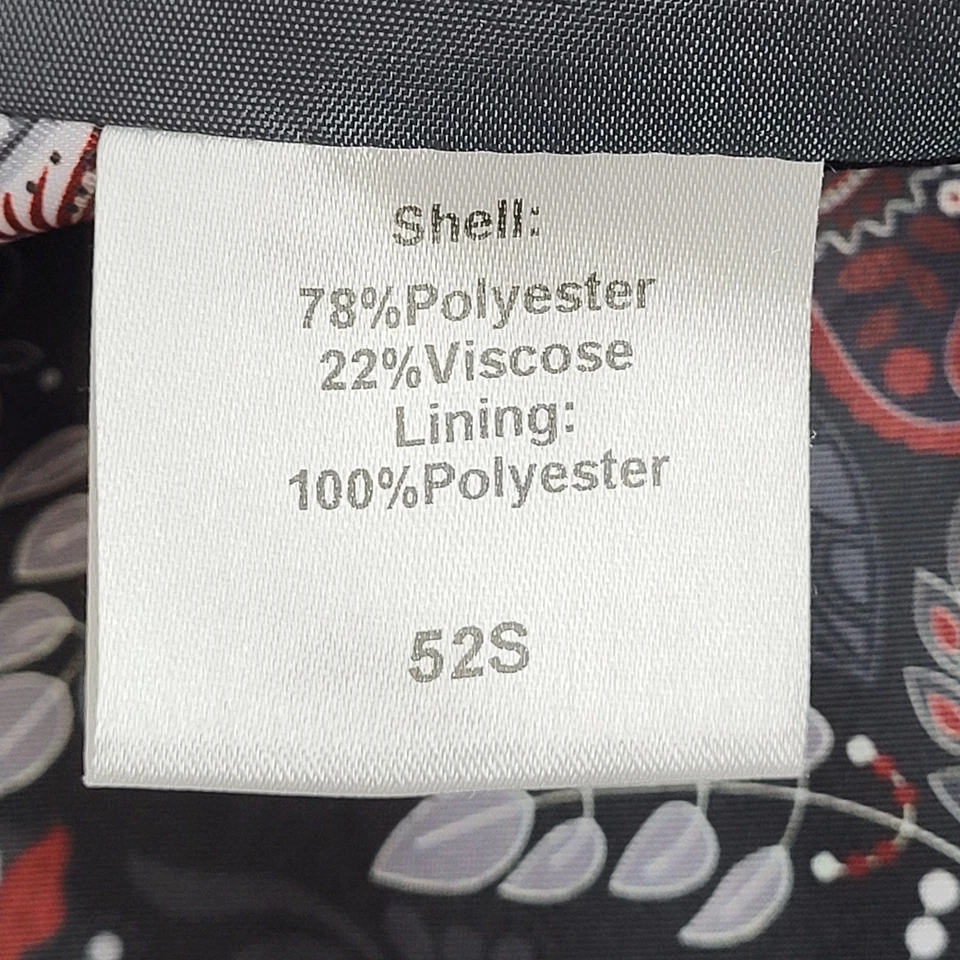 Shell:
78%Polyester
22%Viscose
Lining:
100%Polyester
52S